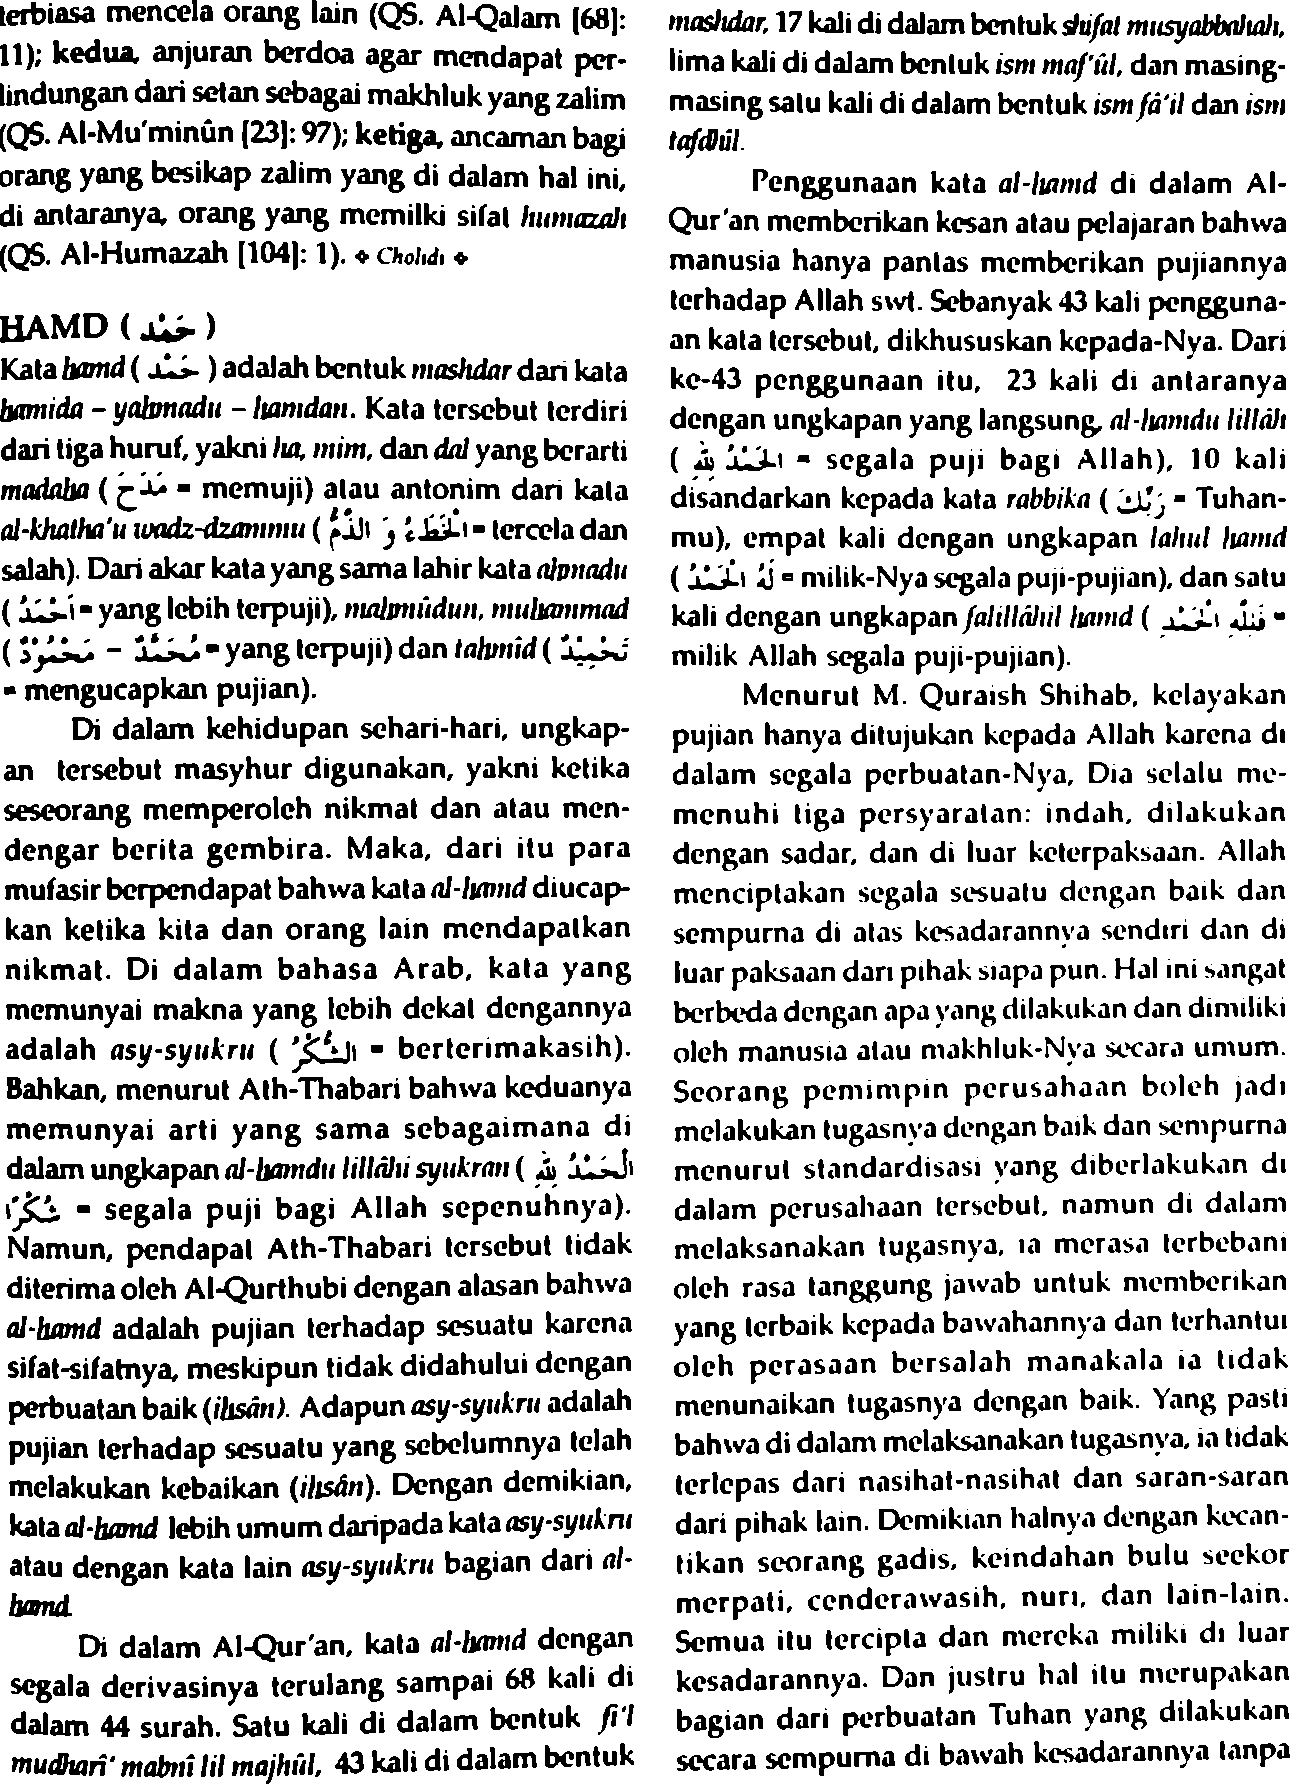 terbiasa mencela orang lain (QS. Al-Qalam [68]:
11); kedua, anjuran berdoa agar mendapat per-
lindungan dari setan sebagai makhluk yang zalim
(QS. Al-Mu'minûn [23]: 97); ketiga, ancaman bagi
orang yang besikap zalim yang di dalam hal ini,
di antaranya, orang yang memilki sifat humazah
(QS. Al-Humazah [104]: 1). ⬥ Cholidi ⬥
HAMD ( حَمْد )
Kata hamd ( حَمْد ) adalah bentuk mashdar dari kata
hamida – yahmadu – hamdan. Kata tersebut terdiri
dari tiga huruf, yakni ha, mim, dan dal yang berarti
madaha ( مَدَحَ = memuji) atau antonim dari kata
al-khatha'u wadz-dzammu ( اَلْخَطَءُ وَ الذَّمُّ = tercela dan
salah). Dari akar kata yang sama lahir kata ahmadu
( أَحْمَدُ = yang lebih terpuji), mahmûdun, muhammad
( مُحَمَّدٌ – مَحْمُوْدٌ = yang terpuji) dan tahmîd ( تَحْمِيْدٌ
= mengucapkan pujian).
Di dalam kehidupan sehari-hari, ungkap-
an tersebut masyhur digunakan, yakni ketika
seseorang memperoleh nikmat dan atau men-
dengar berita gembira. Maka, dari itu para
mufasir berpendapat bahwa kata al-hamd diucap-
kan ketika kita dan orang lain mendapatkan
nikmat. Di dalam bahasa Arab, kata yang
memunyai makna yang lebih dekat dengannya
adalah asy-syukru ( الشُّكْرُ = berterimakasih).
Bahkan, menurut Ath-Thabari bahwa keduanya
memunyai arti yang sama sebagaimana di
dalam ungkapan al-hamdu lillâhi syukran ( الْحَمْدُ لِلَّهِ
شُكْرًا = segala puji bagi Allah sepenuhnya).
Namun, pendapat Ath-Thabari tersebut tidak
diterima oleh Al-Qurthubi dengan alasan bahwa
al-hamd adalah pujian terhadap sesuatu karena
sifat-sifatnya, meskipun tidak didahului dengan
perbuatan baik (ihsân). Adapun asy-syukru adalah
pujian terhadap sesuatu yang sebelumnya telah
melakukan kebaikan (ihsân). Dengan demikian,
kata al-hamd lebih umum daripada kata asy-syukru
atau dengan kata lain asy-syukru bagian dari al-
hamd.
Di dalam Al-Qur'an, kata al-hamd dengan
segala derivasinya terulang sampai 68 kali di
dalam 44 surah. Satu kali di dalam bentuk fi'l
mudhari' mabnî lil majhûl, 43 kali di dalam bentuk
mashdar, 17 kali di dalam bentuk shifat musyabbahah,
lima kali di dalam bentuk ism maf'ûl, dan masing-
masing satu kali di dalam bentuk ism fâ'il dan ism
tafdhîl.
Penggunaan kata al-hamd di dalam Al-
Qur'an memberikan kesan atau pelajaran bahwa
manusia hanya pantas memberikan pujiannya
terhadap Allah swt. Sebanyak 43 kali pengguna-
an kata tersebut, dikhususkan kepada-Nya. Dari
ke-43 penggunaan itu, 23 kali di antaranya
dengan ungkapan yang langsung, al-hamdu lillâh
( الْحَمْدُ لِلَّهِ = segala puji bagi Allah), 10 kali
disandarkan kepada kata rabbika ( رَبِّكَ = Tuhan-
mu), empat kali dengan ungkapan lahul hamd
( لَهُ الْحَمْدُ = milik-Nya segala puji-pujian), dan satu
kali dengan ungkapan falillâhil hamd ( فَلِلَّهِ الْحَمْدُ =
milik Allah segala puji-pujian).
Menurut M. Quraish Shihab, kelayakan
pujian hanya ditujukan kepada Allah karena di
dalam segala perbuatan-Nya, Dia selalu me-
menuhi tiga persyaratan: indah, dilakukan
dengan sadar, dan di luar keterpaksaan. Allah
menciptakan segala sesuatu dengan baik dan
sempurna di atas kesadarannya sendiri dan di
luar paksaan dari pihak siapa pun. Hal ini sangat
berbeda dengan apa yang dilakukan dan dimiliki
oleh manusia atau makhluk-Nya secara umum.
Seorang pemimpin perusahaan boleh jadi
melakukan tugasnya dengan baik dan sempurna
menurut standardisasi yang diberlakukan di
dalam perusahaan tersebut, namun di dalam
melaksanakan tugasnya, ia merasa terbebani
oleh rasa tanggung jawab untuk memberikan
yang terbaik kepada bawahannya dan terhantui
oleh perasaan bersalah manakala ia tidak
menunaikan tugasnya dengan baik. Yang pasti
bahwa di dalam melaksanakan tugasnya, ia tidak
terlepas dari nasihat-nasihat dan saran-saran
dari pihak lain. Demikian halnya dengan kecan-
tikan seorang gadis, keindahan bulu seekor
merpati, cenderawasih, nuri, dan lain-lain.
Semua itu tercipta dan mereka miliki di luar
kesadarannya. Dan justru hal itu merupakan
bagian dari perbuatan Tuhan yang dilakukan
secara sempurna di bawah kesadarannya tanpa